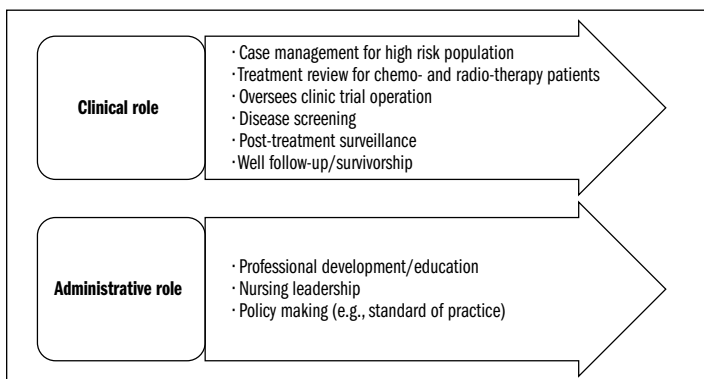 Clinical role
· Case management for high risk population
· Treatment review for chemo- and radio-therapy patients
· Oversees clinic trial operation
· Disease screening
· Post-treatment surveillance
· Well follow-up/survivorship
Administrative role
· Professional development/education
· Nursing leadership
· Policy making (e.g., standard of practice)